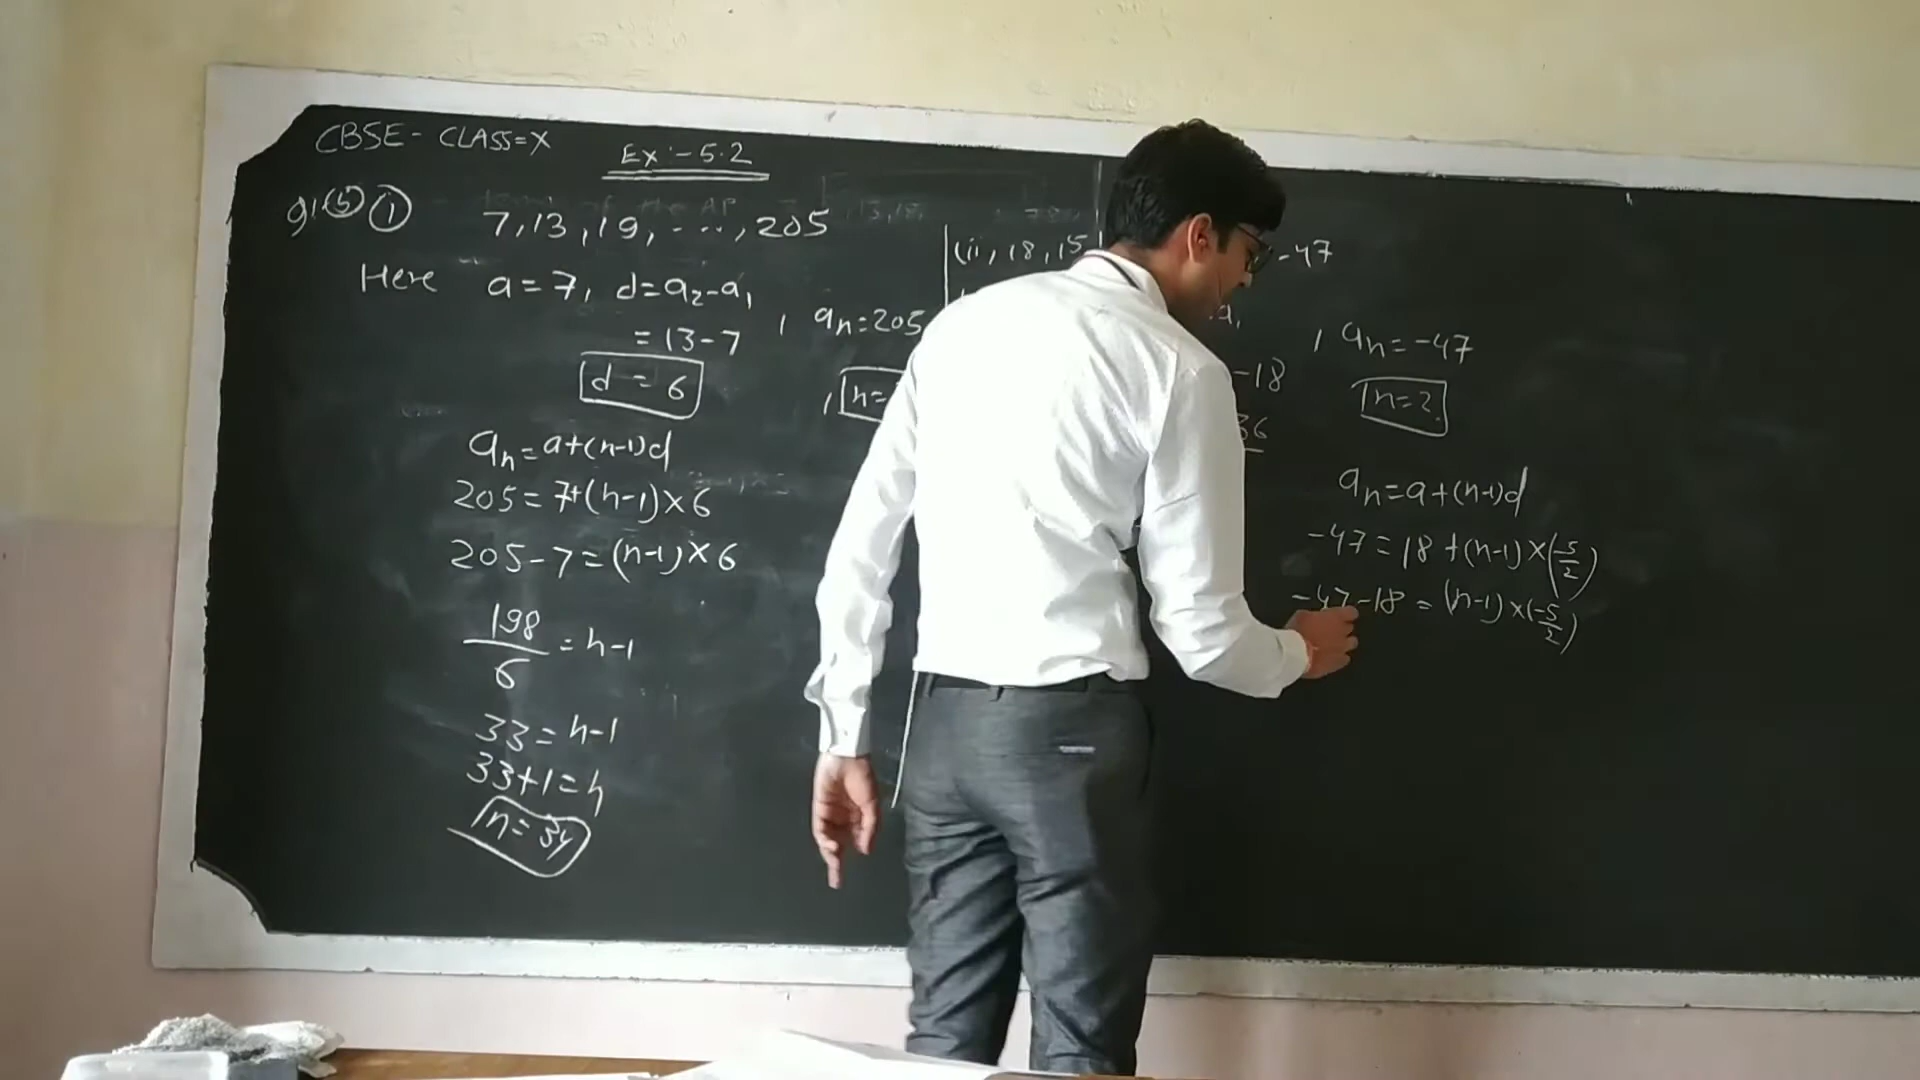 CBSE - CLASS = X
Ex :- 5.2
(5) (1)
7, 13, 19, ...., 205
Here a = 7, d = a₂ - a₁
= 13 - 7
d = 6
, aₙ = 205
, n =
aₙ = a + (n-1)d
205 = 7 + (n-1) × 6
205 - 7 = (n-1) × 6
198/6 = n-1
33 = n-1
33 + 1 = n
n = 34
(ii, 18, 15
, -47
a₁
-18
36
, aₙ = -47
n = ?
aₙ = a + (n-1)d
-47 = 18 + (n-1) × (-5/2)
-47 - 18 = (n-1) × (-5/2)